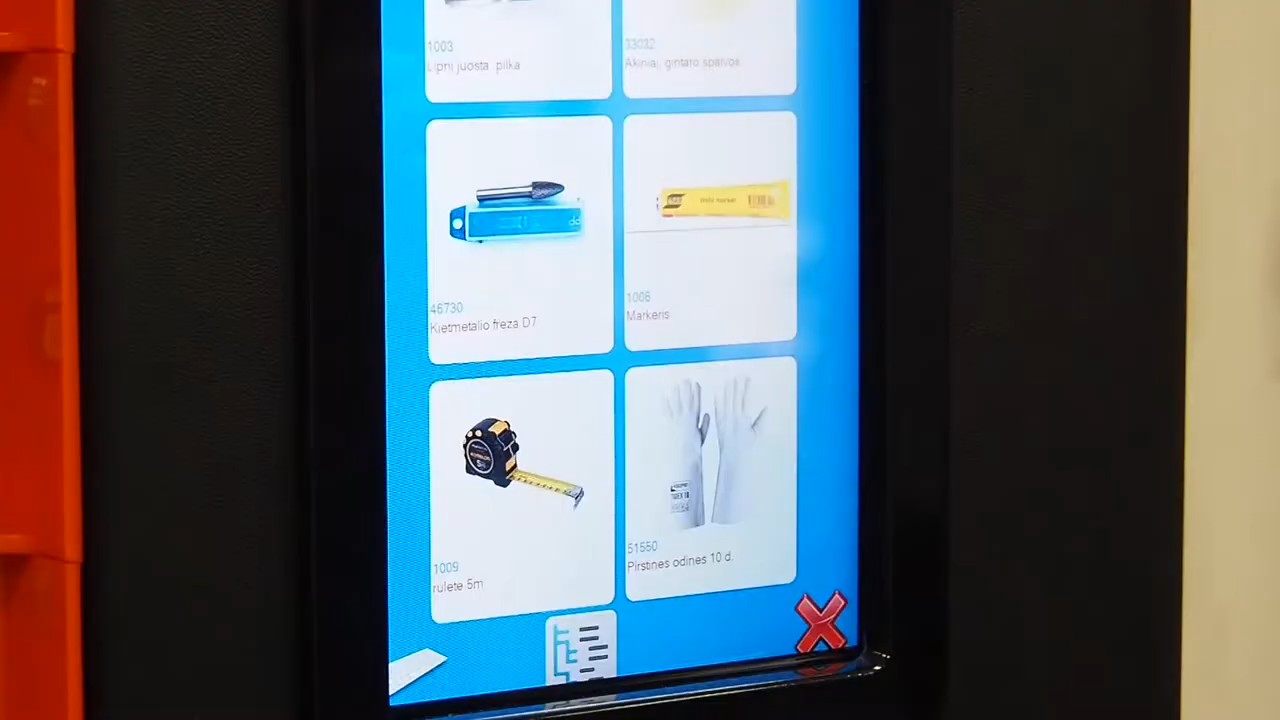 1003
Lipni juosta pilka
33032
Akiniai, gintaro spalvos
46730
Kietmetalio freza D7
1006
Markeris
1009
rulete 5m
51550
Pirstines odines 10 d.